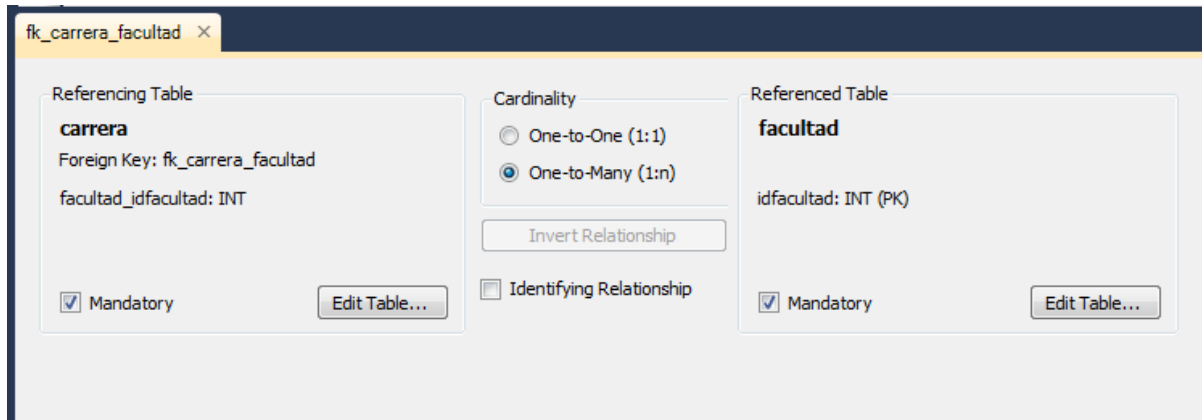 fk_carrera_facultad
Referencing Table
carrera
Foreign Key: fk_carrera_facultad
facultad_idfacultad: INT
Mandatory
Edit Table...
Cardinality
One-to-One (1:1)
One-to-Many (1:n)
Invert Relationship
Identifying Relationship
Referenced Table
facultad
idfacultad: INT (PK)
Mandatory
Edit Table...